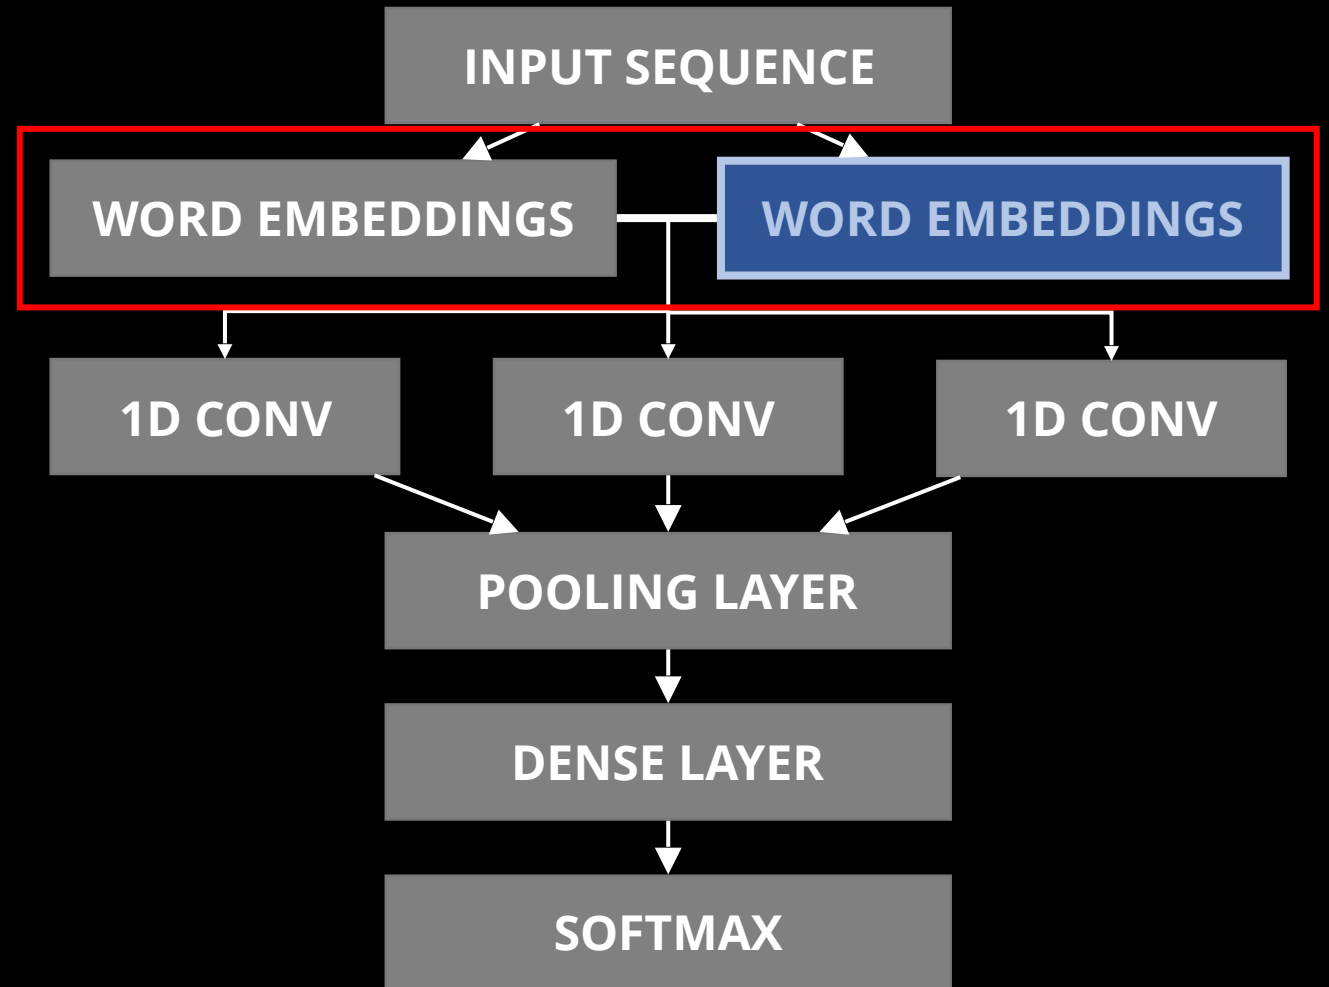 INPUT SEQUENCE
WORD EMBEDDINGS
WORD EMBEDDINGS
1D CONV
1D CONV
1D CONV
POOLING LAYER
DENSE LAYER
SOFTMAX